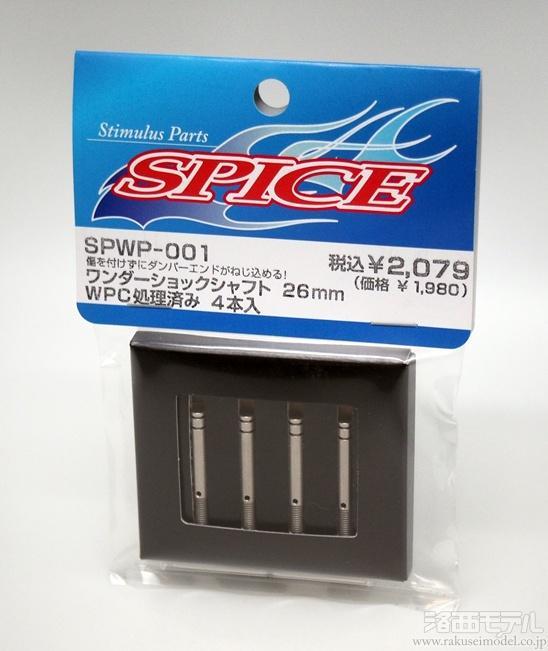 Stimulus Parts
SPICE
SPWP-001
傷を付けずにダンパーエンドがねじ込める!
ワンダーショックシャフト 26mm
WPC処理済み 4本入
税込¥2,079
(価格 ¥1,980)
洛西モデル
www.rakuseimodel.co.jp